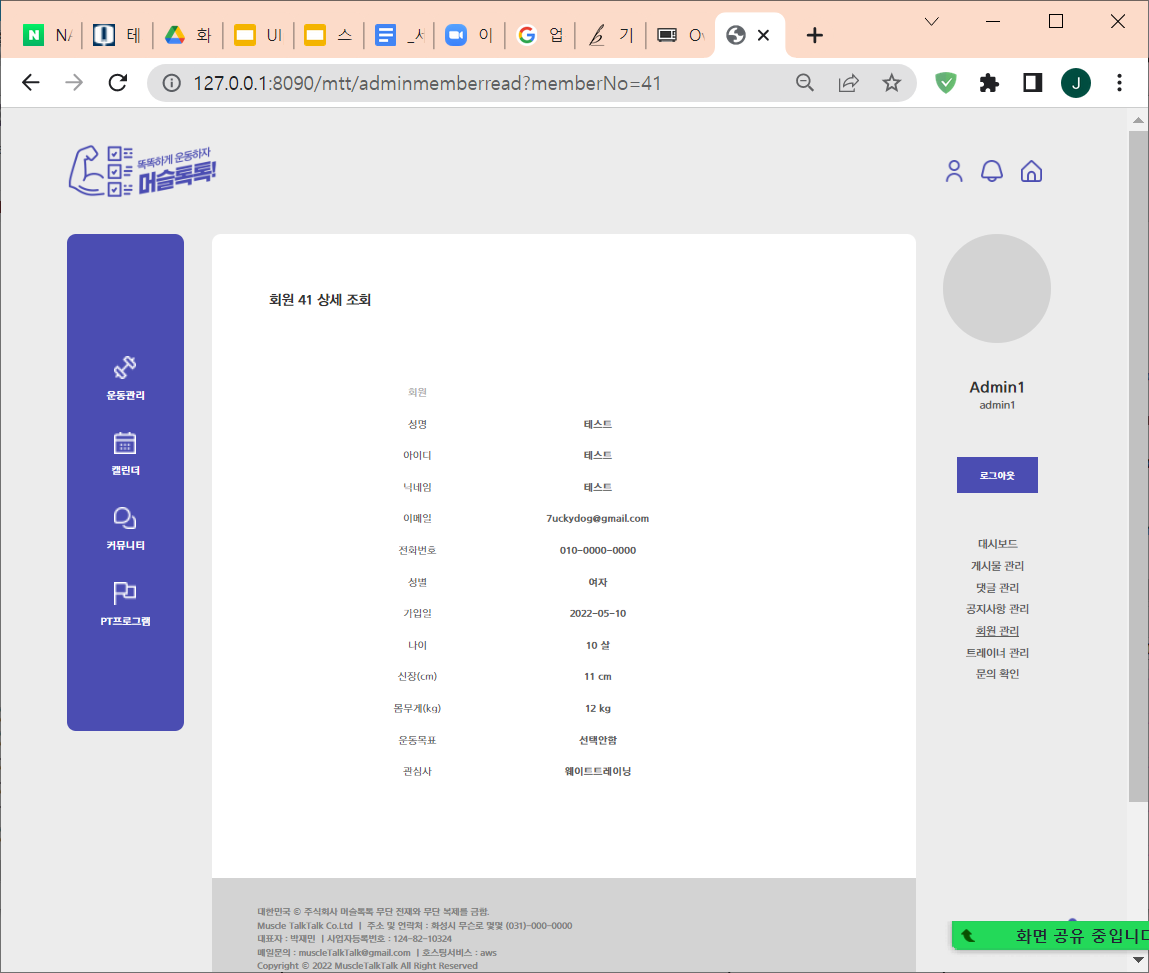 N NA
테
화
UI
스
이
G 업
기
127.0.0.1:8090/mtt/adminmemberread?memberNo=41
J
똑똑하게 운동하자
머슬톡톡!
회원 41 상세 조회
회원
성명 테스트
아이디 테스트
닉네임 테스트
이메일 7uckydog@gmail.com
전화번호 010-0000-0000
성별 여자
가입일 2022-05-10
나이 10 살
신장(cm) 11 cm
몸무게(kg) 12 kg
운동목표 선택안함
관심사 웨이트트레이닝
운동관리
캘린더
커뮤니티
PT프로그램
Admin1
admin1
로그아웃
대시보드
게시물 관리
댓글 관리
공지사항 관리
회원 관리
트레이너 관리
문의 확인
대한민국 © 주식회사 머슬톡톡 무단 전재와 무단 복제를 금함.
Muscle TalkTalk Co.Ltd | 주소 및 연락처 : 화성시 무슨로 몇몇 (031)-000-0000
대표자 : 박재민 | 사업자등록번호 : 124-82-10324
메일문의 : muscleTalkTalk@gmail.com | 호스팅서비스 : aws
Copyright © 2022 MuscleTalkTalk All Right Reserved
화면 공유 중입니다